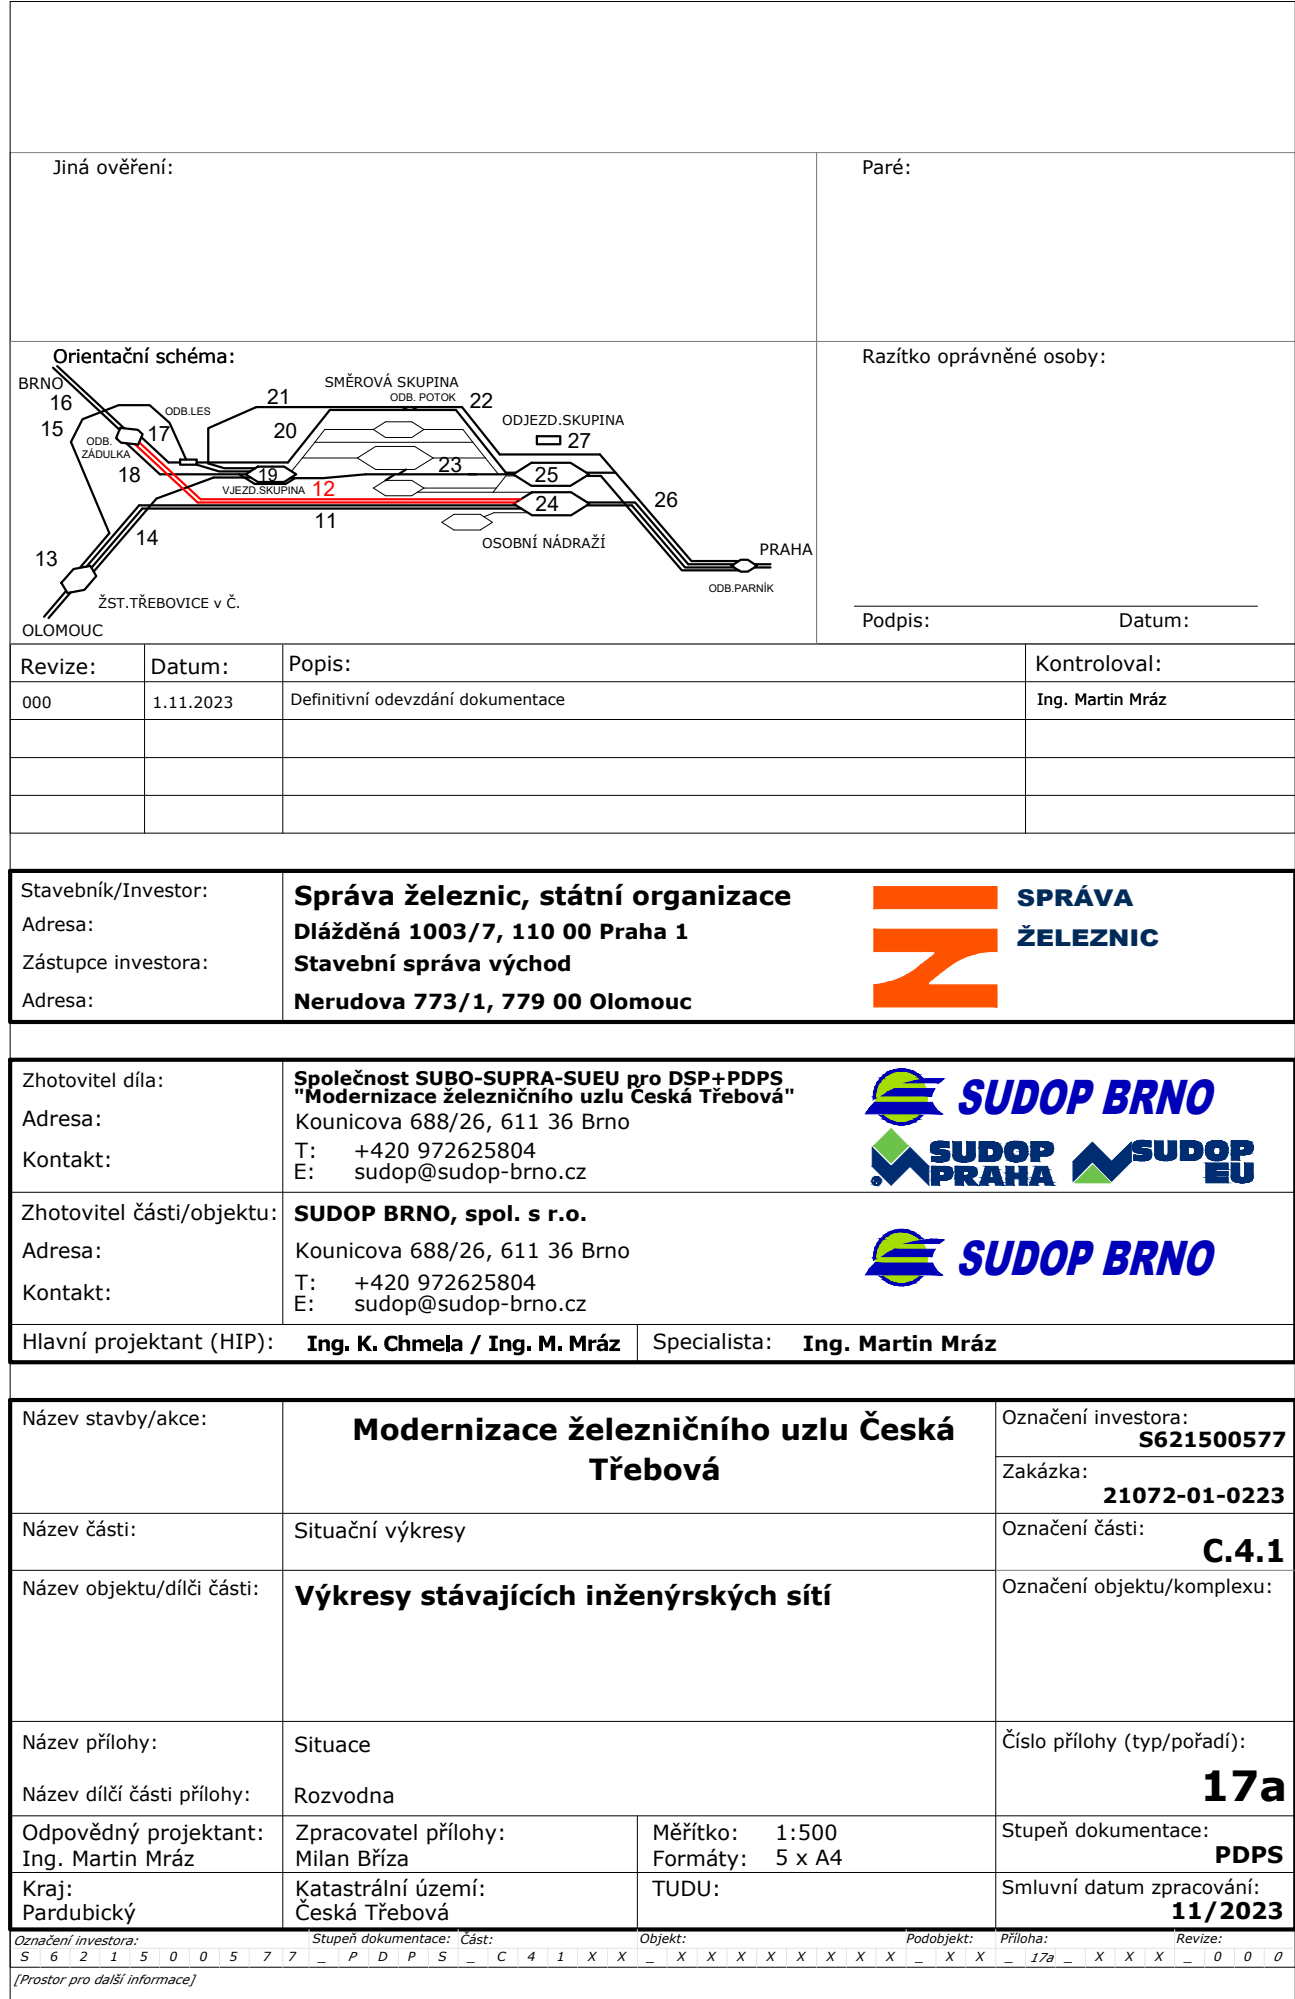 Jiná ověření:
Paré:
Orientační schéma:
Razítko oprávněné osoby:
BRNO
16
15
ODB.LES
17
ODB.
ZÁDULKA
18
21
20
SMĚROVÁ SKUPINA
ODB. POTOK
22
ODJEZD.SKUPINA
27
19
VJEZD.SKUPINA
12
23
25
24
26
11
14
13
OSOBNÍ NÁDRAŽÍ
PRAHA
ODB.PARNÍK
ŽST.TŘEBOVICE v Č.
OLOMOUC
Podpis:
Datum:
Revize:
Datum:
Popis:
Kontroloval:
000
1.11.2023
Definitivní odevzdání dokumentace
Ing. Martin Mráz
Stavebník/Investor:
Správa železnic, státní organizace
Adresa:
Dlážděná 1003/7, 110 00 Praha 1
Zástupce investora:
Stavební správa východ
Adresa:
Nerudova 773/1, 779 00 Olomouc
SPRÁVA
ŽELEZNIC
Zhotovitel díla:
Společnost SUBO-SUPRA-SUEU pro DSP+PDPS
"Modernizace železničního uzlu Česká Třebová"
Adresa:
Kounicova 688/26, 611 36 Brno
Kontakt:
T: +420 972625804
E: sudop@sudop-brno.cz
SUDOP BRNO
SUDOP
PRAHA
SUDOP
EU
Zhotovitel části/objektu:
SUDOP BRNO, spol. s r.o.
Adresa:
Kounicova 688/26, 611 36 Brno
Kontakt:
T: +420 972625804
E: sudop@sudop-brno.cz
SUDOP BRNO
Hlavní projektant (HIP):
Ing. K. Chmela / Ing. M. Mráz
Specialista:
Ing. Martin Mráz
Název stavby/akce:
Modernizace železničního uzlu Česká
Třebová
Označení investora:
S621500577
Zakázka:
21072-01-0223
Název části:
Situační výkresy
Označení části:
C.4.1
Název objektu/dílči části:
Výkresy stávajících inženýrských sítí
Označení objektu/komplexu:
Název přílohy:
Situace
Číslo přílohy (typ/pořadí):
17a
Název dílčí části přílohy:
Rozvodna
Odpovědný projektant:
Ing. Martin Mráz
Zpracovatel přílohy:
Milan Bříza
Měřítko: 1:500
Formáty: 5 x A4
Stupeň dokumentace:
PDPS
Kraj:
Pardubický
Katastrální území:
Česká Třebová
TUDU:
Smluvní datum zpracování:
11/2023
Označení investora: Stupeň dokumentace: Část: Objekt: Podobjekt: Příloha: Revize:
S 6 2 1 5 0 0 5 7 7 _ P D P S _ C 4 1 X X _ X X X X X X X X _ X X _ 17a _ X X X _ 0 0 0
[Prostor pro další informace]